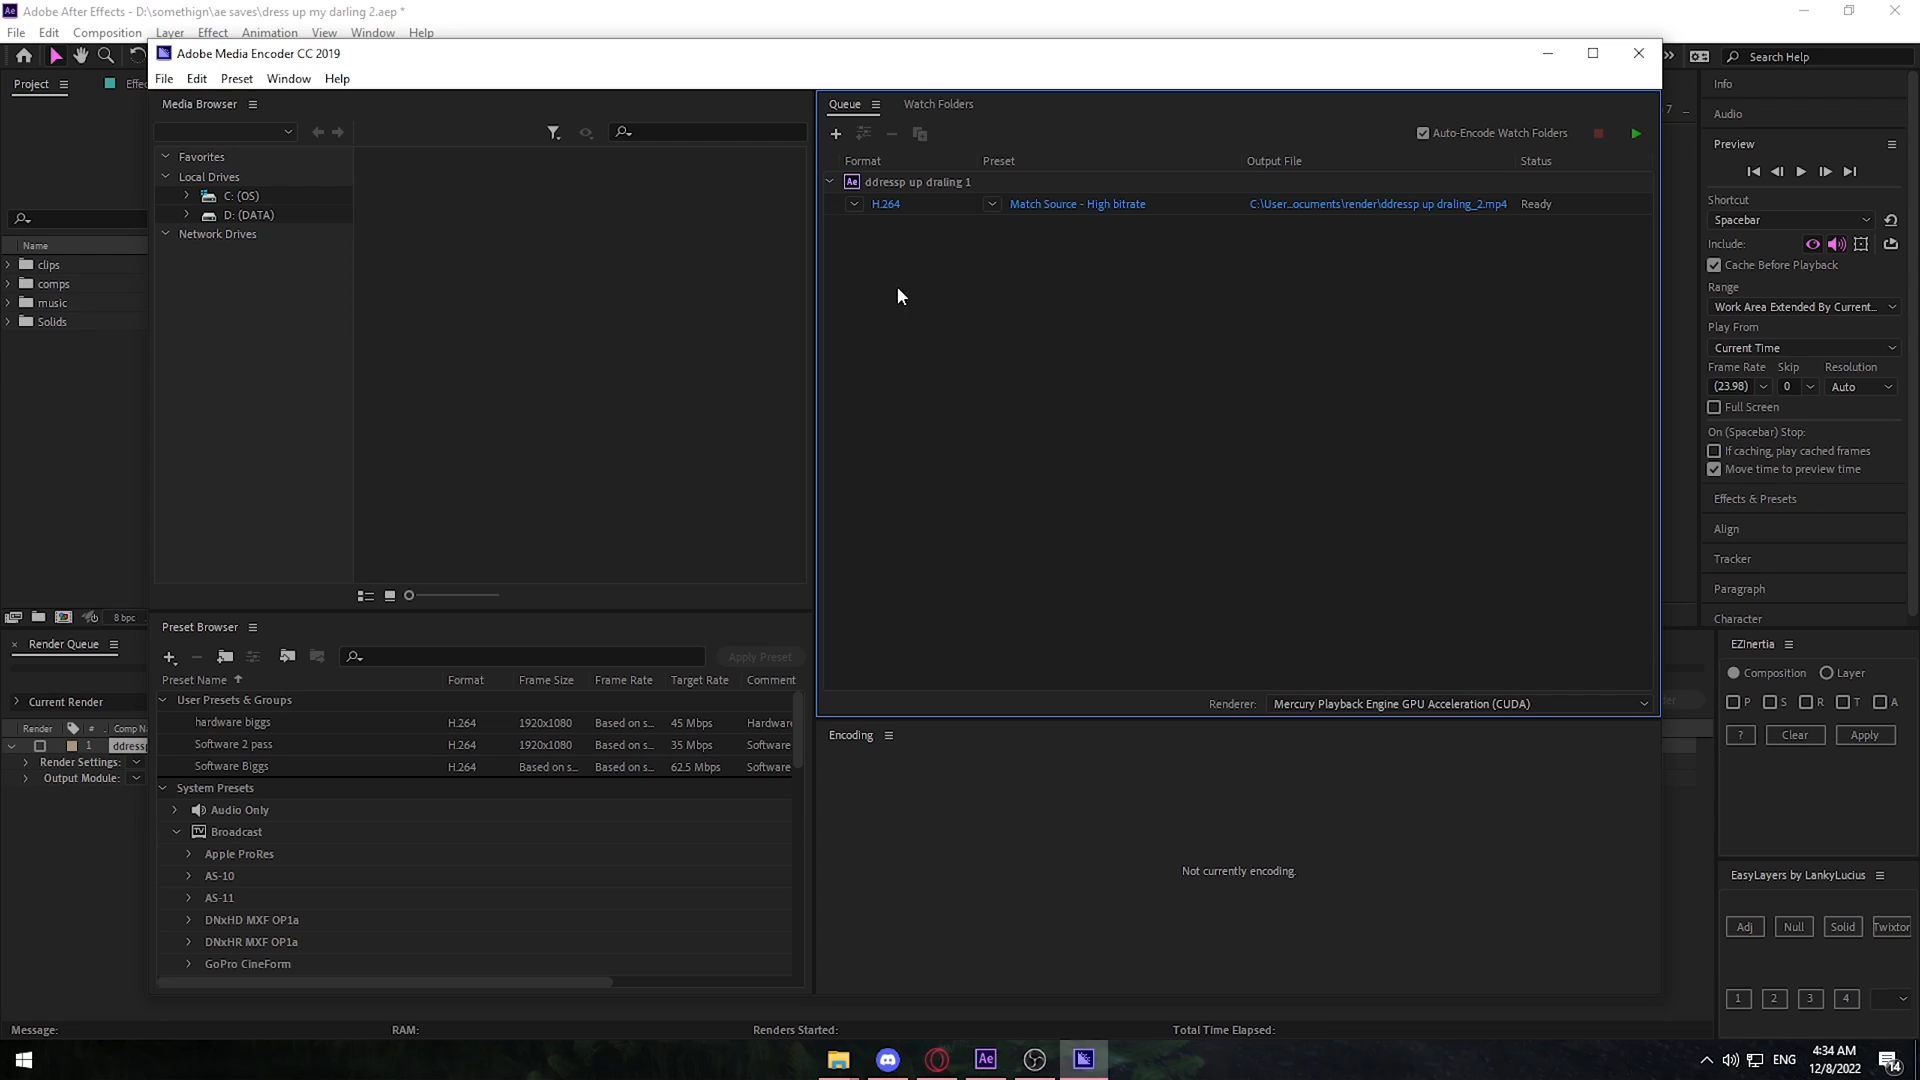 Adobe After Effects - D:\somethign\ae saves\dress up my darling 2.aep *
File Edit Composition Layer Effect Animation View Window Help
Search Help
Project
Effec
Name
clips
comps
music
Solids
8 bpc
Adobe Media Encoder CC 2019
File Edit Preset Window Help
Media Browser
Favorites
Local Drives
C: (OS)
D: (DATA)
Network Drives
Preset Browser
Apply Preset
Preset Name Format Frame Size Frame Rate Target Rate Comment
User Presets & Groups
hardware biggs H.264 1920x1080 Based on s... 45 Mbps Hardwar
Software 2 pass H.264 1920x1080 Based on s... 35 Mbps Software
Software Biggs H.264 Based on s... Based on s... 62.5 Mbps Software
System Presets
Audio Only
Broadcast
Apple ProRes
AS-10
AS-11
DNxHD MXF OP1a
DNxHR MXF OP1a
GoPro CineForm
Queue Watch Folders
Auto-Encode Watch Folders
Format Preset Output File Status
Ae ddressp up draling 1
H.264 Match Source - High bitrate C:\User_ocuments\render\ddressp up draling_2.mp4 Ready
Renderer: Mercury Playback Engine GPU Acceleration (CUDA)
Encoding
Not currently encoding.
Render Queue
Current Render
Render # Comp N
1 ddressp
Render Settings:
Output Module:
7
Info
Audio
Preview
Shortcut
Spacebar
Include:
Cache Before Playback
Range
Work Area Extended By Current...
Play From
Current Time
Frame Rate Skip Resolution
(23.98) 0 Auto
Full Screen
On (Spacebar) Stop:
If caching, play cached frames
Move time to preview time
Effects & Presets
Align
Tracker
Paragraph
Character
EZInertia
Composition Layer
P S R T A
? Clear Apply
EasyLayers by LankyLucius
Adj Null Solid Twixtor
1 2 3 4
Message: RAM: Renders Started: Total Time Elapsed:
Ae
ENG
4:34 AM
12/8/2022
14